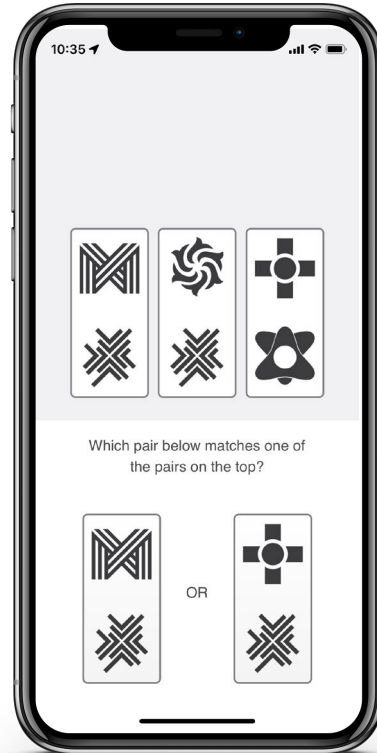 10:35
Which pair below matches one of
the pairs on the top?
OR